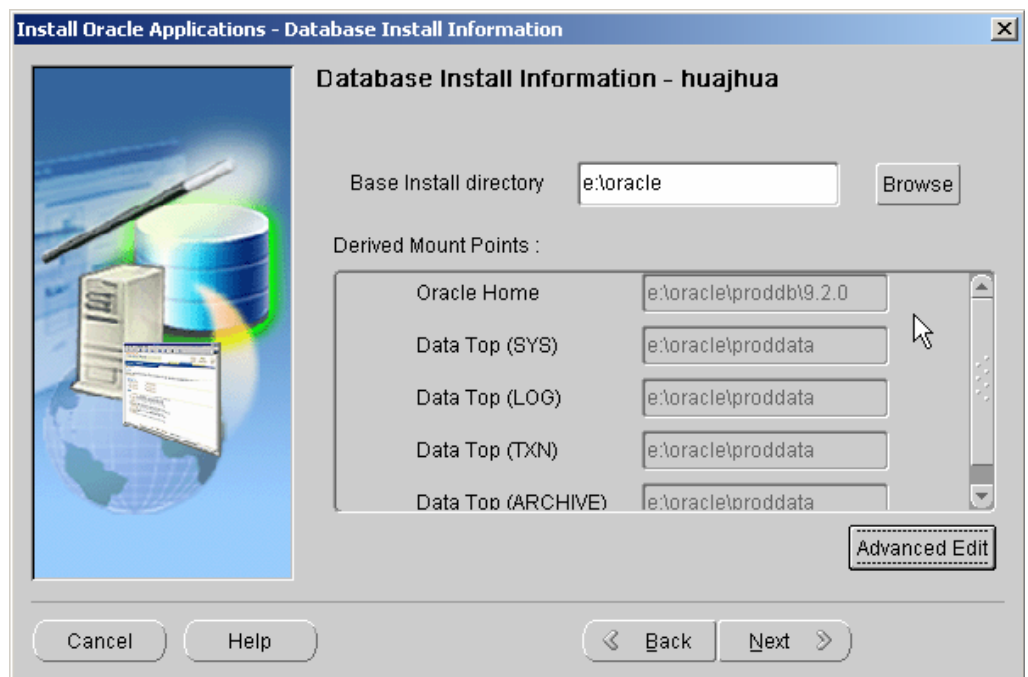 Install Oracle Applications - Database Install Information
Database Install Information - huajhua
Base Install directory e:\oracle Browse
Derived Mount Points :
Oracle Home e:\oracle\proddb\9.2.0
Data Top (SYS) e:\oracle\proddata
Data Top (LOG) e:\oracle\proddata
Data Top (TXN) e:\oracle\proddata
Data Top (ARCHIVE) e:\oracle\proddata
Advanced Edit
Cancel Help Back Next